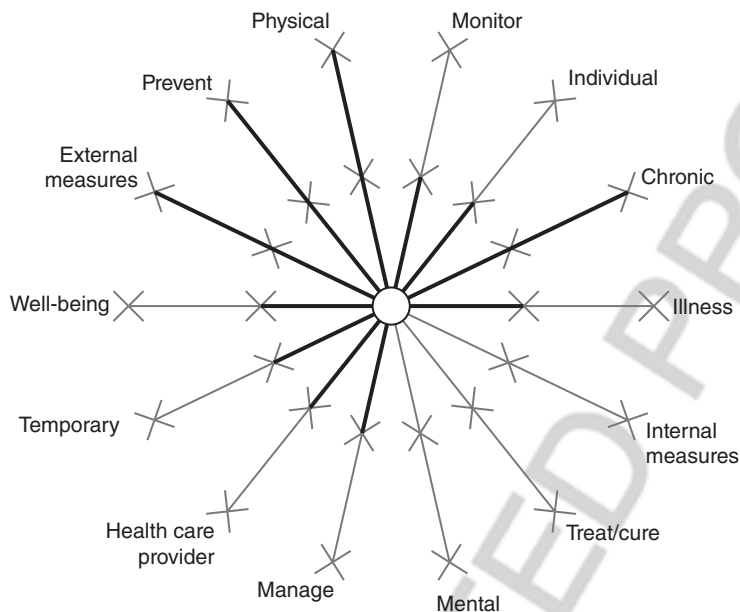 Physical
Monitor
Prevent
Individual
External
measures
Chronic
Well-being
Illness
Temporary
Internal
measures
Health care
provider
Treat/cure
Manage
Mental